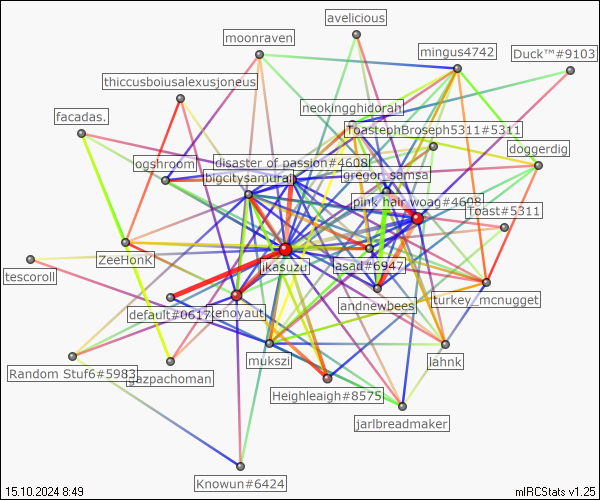 avelicious
moonraven
mingus4742
Duck™#9103
thiccusboiusalexusjoneus
neokingghidorah
facadas.
ToastephBroseph5311#5311
doggerdig
ogshroom
disaster of passion#4608
bigcitysamurai
gregor_samsa
pink hair woag#4608
Toast#5311
ZeeHonk
jkasuzu
asad#6947
tescoroll
turkey_mcnugget
default#0617
xenoyaut
andnewbees
mukszi
lahnk
Random Stuf6#5983
gazpachoman
Heighleaigh#8575
jarlbreadmaker
Knowun#6424
15.10.2024 8:49
mIRCStats v1.25